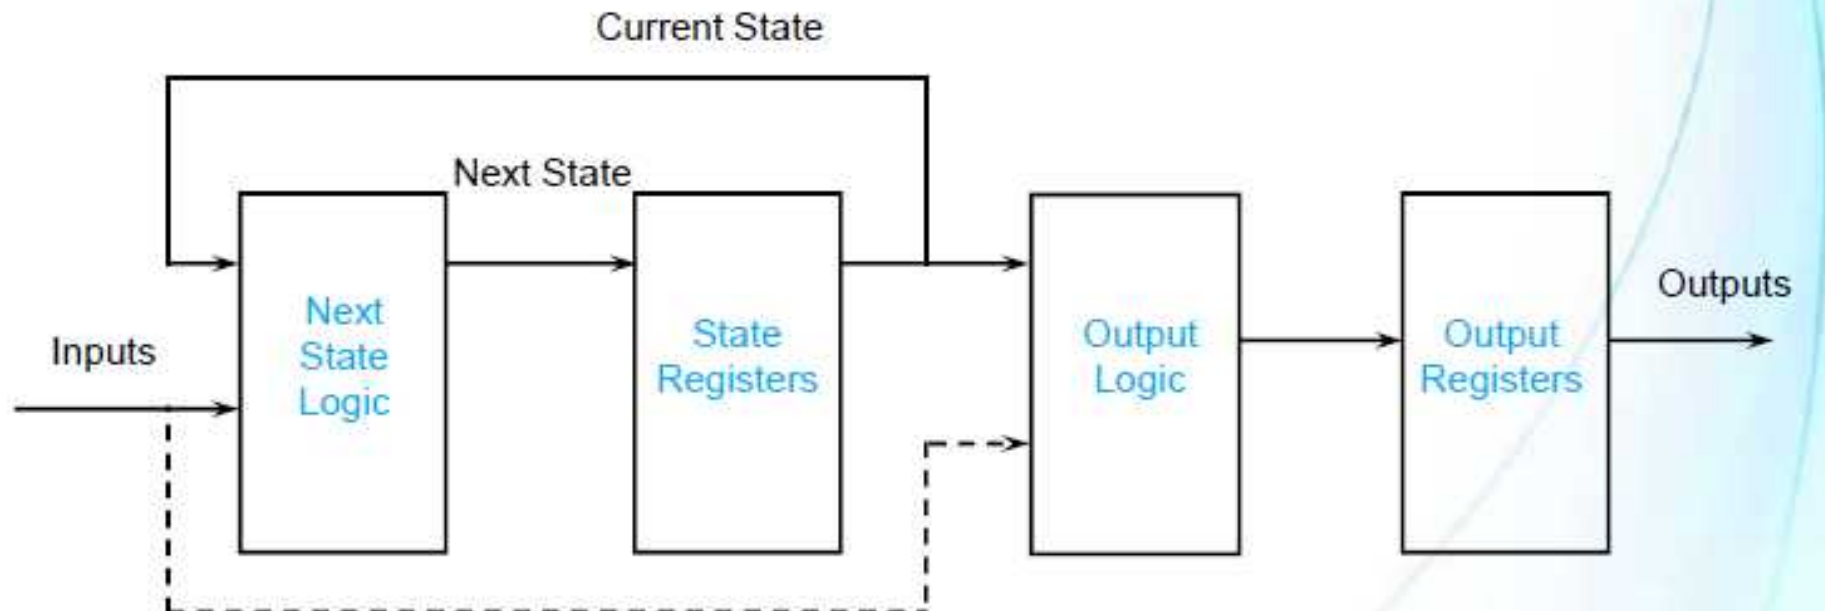 Current State
Next State
Inputs
Next
State
Logic
State
Registers
Output
Logic
Output
Registers
Outputs